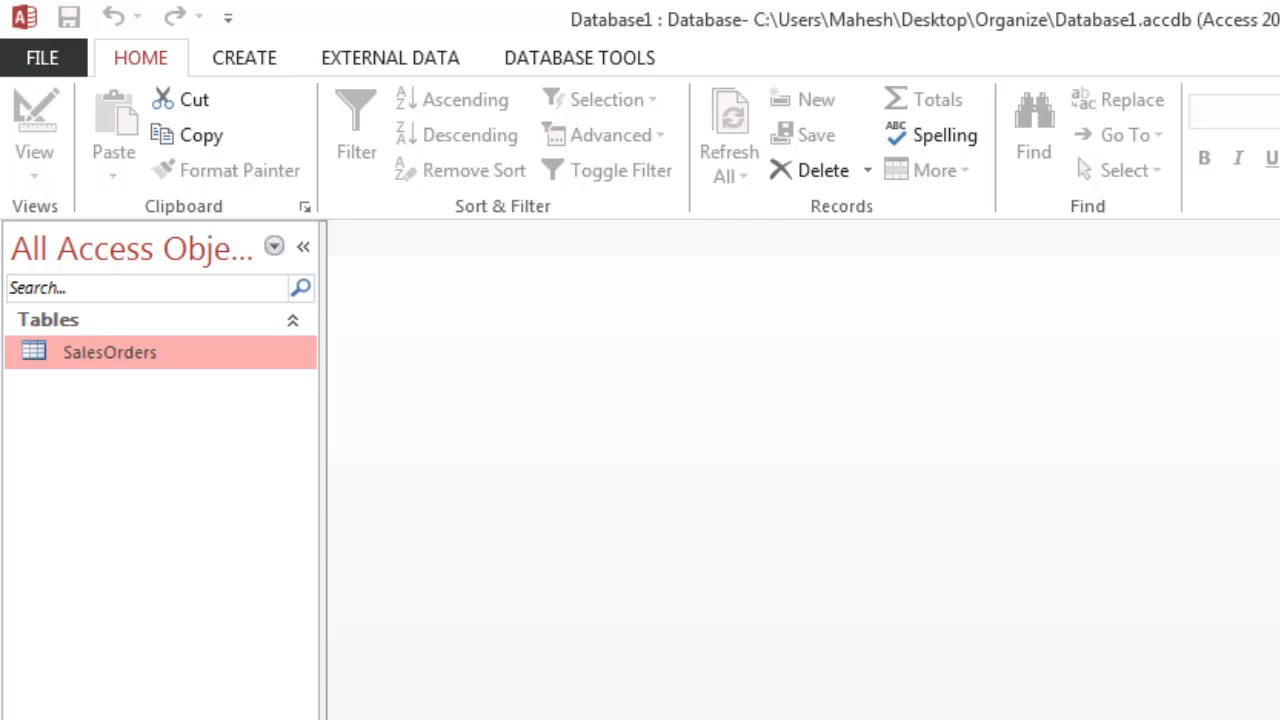 Database1 : Database- C:\Users\Mahesh\Desktop\Organize\Database1.accdb (Access 20
FILE HOME CREATE EXTERNAL DATA DATABASE TOOLS
View
Views
Paste
Cut
Copy
Format Painter
Clipboard
Filter
Ascending
Descending
Remove Sort
Selection
Advanced
Toggle Filter
Sort & Filter
Refresh
All
New
Save
Delete
Totals
Spelling
More
Records
Find
Replace
Go To
Select
Find
B I U
All Access Obje...
Search...
Tables
SalesOrders